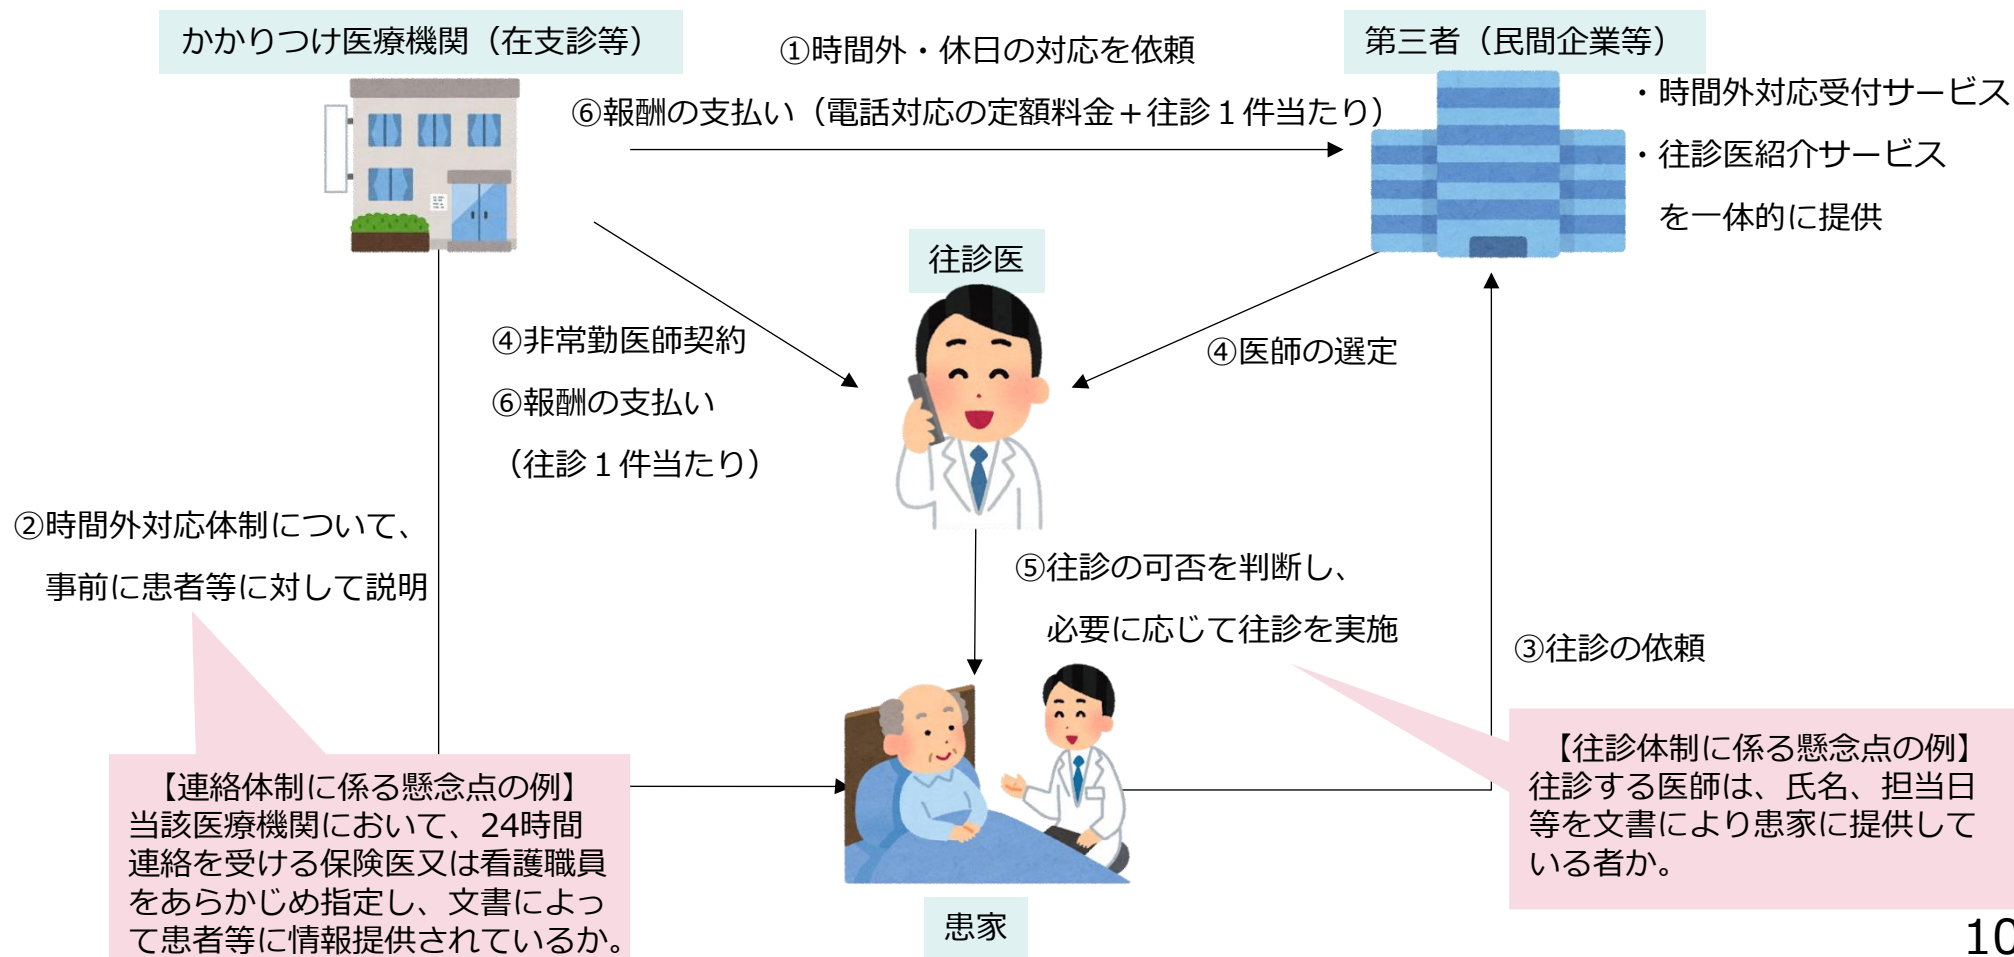 かかりつけ医療機関（在支診等）
①時間外・休日の対応を依頼
第三者（民間企業等）
⑥報酬の支払い（電話対応の定額料金＋往診１件当たり）
・時間外対応受付サービス
・往診医紹介サービス
を一体的に提供
往診医
④非常勤医師契約
⑥報酬の支払い
（往診１件当たり）
④医師の選定
②時間外対応体制について、
事前に患者等に対して説明
⑤往診の可否を判断し、
必要に応じて往診を実施
③往診の依頼
【連絡体制に係る懸念点の例】
当該医療機関において、24時間
連絡を受ける保険医又は看護職員
をあらかじめ指定し、文書によっ
て患者等に情報提供されているか。
【往診体制に係る懸念点の例】
往診する医師は、氏名、担当日
等を文書により患家に提供して
いる者か。
患家
10